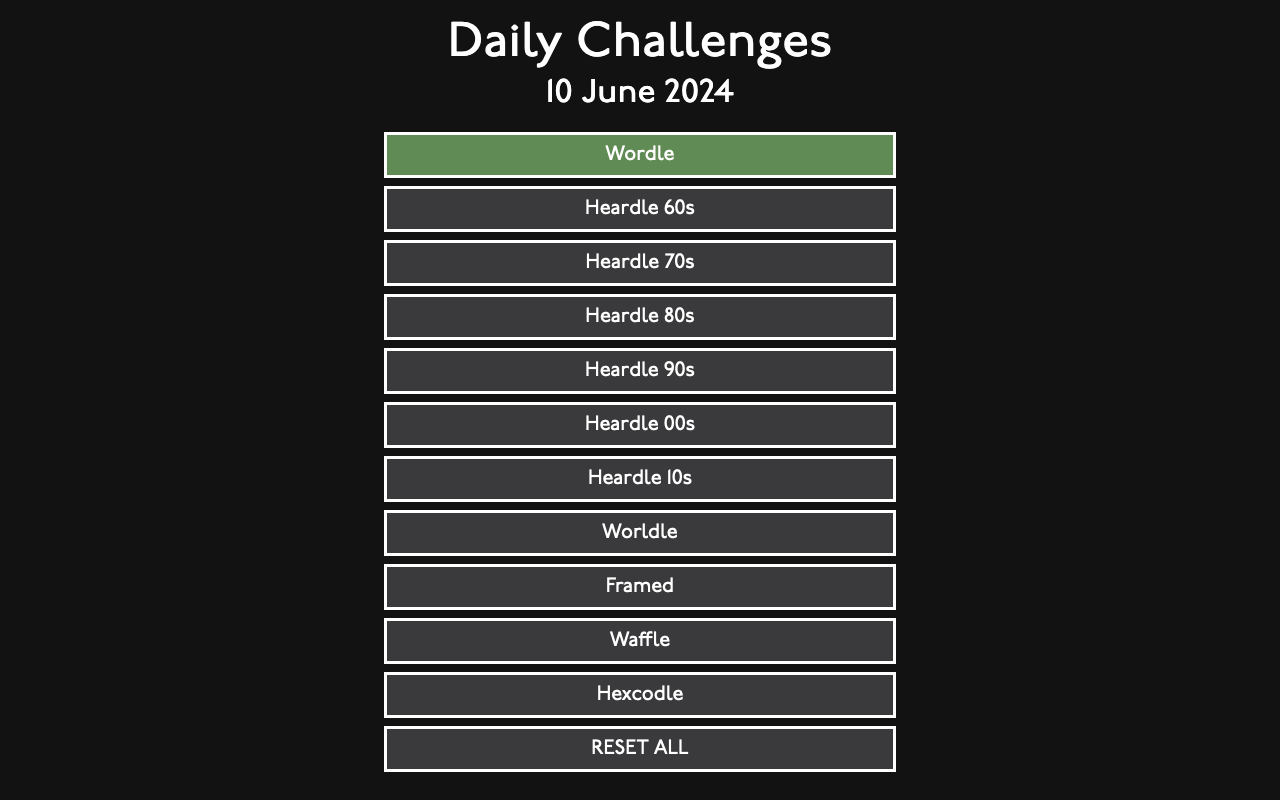 Daily Challenges
10 June 2024
Wordle
Heardle 60s
Heardle 70s
Heardle 80s
Heardle 90s
Heardle 00s
Heardle 10s
Worldle
Framed
Waffle
Hexcodle
RESET ALL